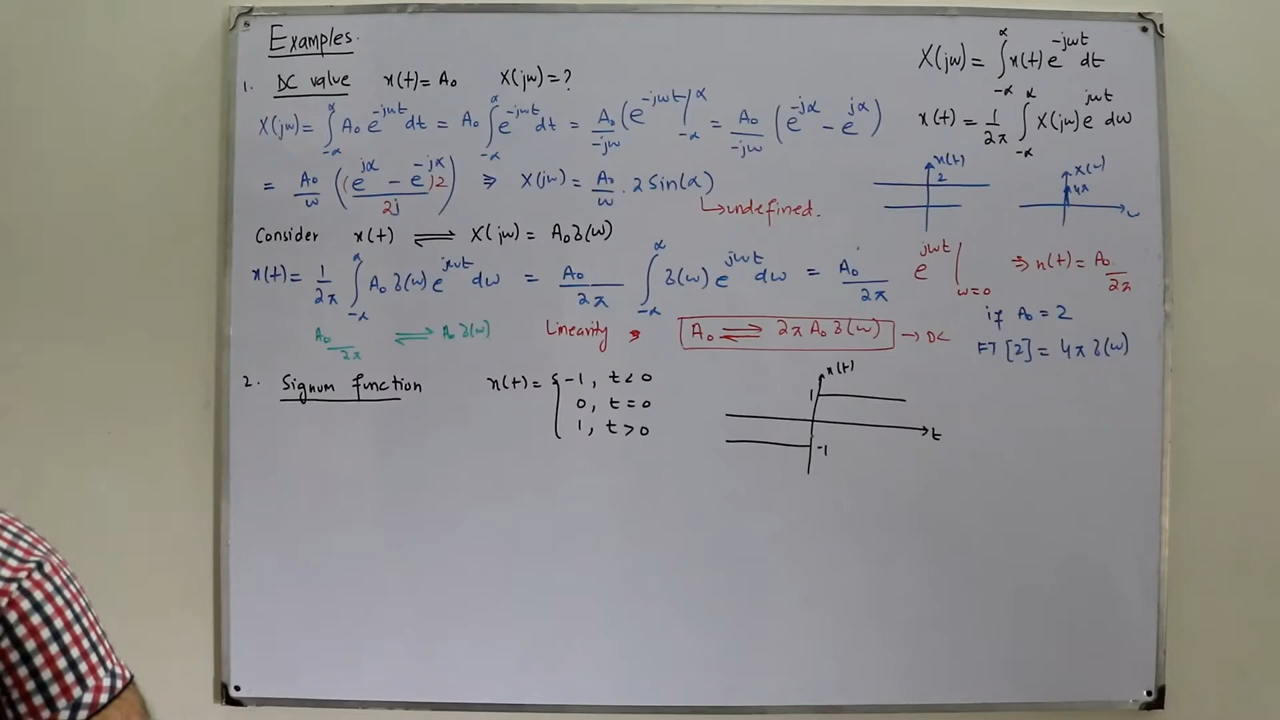 Examples.
X(jω) = ∫_{-∞}^{∞} x(t) e^{-jωt} dt
1. DC value x(t) = A₀ X(jω) = ?
X(jω) = ∫_{-∞}^{∞} A₀ e^{-jωt} dt = A₀ ∫_{-∞}^{∞} e^{-jωt} dt = A₀/-jω (e^{-jωt} |_{-∞}^{∞} = A₀/-jω (e^{-j∞} - e^{j∞})
x(t) = 1/2π ∫_{-∞}^{∞} X(jω) e^{jωt} dω
= A₀/ω ((e^{j∞} - e^{-j∞})2/2j) ⇒ X(jω) = A₀/ω . 2 Sin(∞)
↳ undefined.
x(t)
2
X(ω)
4π
ω
Consider x(t) ⇌ X(jω) = A₀ δ(ω)
x(t) = 1/2π ∫_{-∞}^{∞} A₀ δ(ω) e^{jωt} dω = A₀/2π ∫_{-∞}^{∞} δ(ω) e^{jωt} dω = A₀/2π e^{jωt} |_{ω=0} ⇒ x(t) = A₀/2π
A₀/2π ⇌ A₀ δ(ω) Linearity A₀ ⇌ 2π A₀ δ(ω) → DC
if A₀ = 2
FT [2] = 4π δ(ω)
2. Signum function x(t) = { -1, t < 0
0, t = 0
1, t > 0
x(t)
1
t
-1